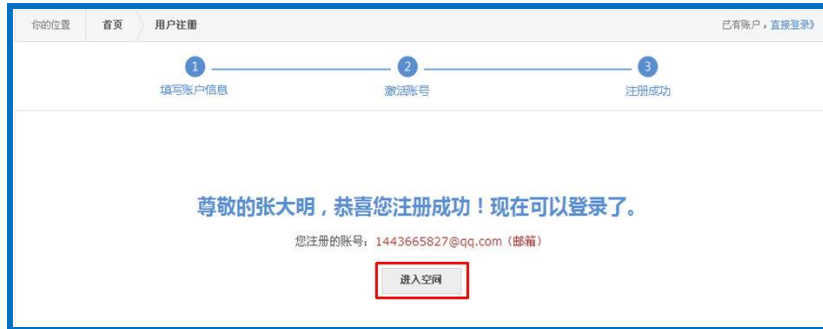 你的位置 首页 用户注册 已有账户，直接登录》
1 2 3
填写账户信息 激活账号 注册成功
尊敬的张大明，恭喜您注册成功！现在可以登录了。
您注册的账号：1443665827@qq.com（邮箱）
进入空间